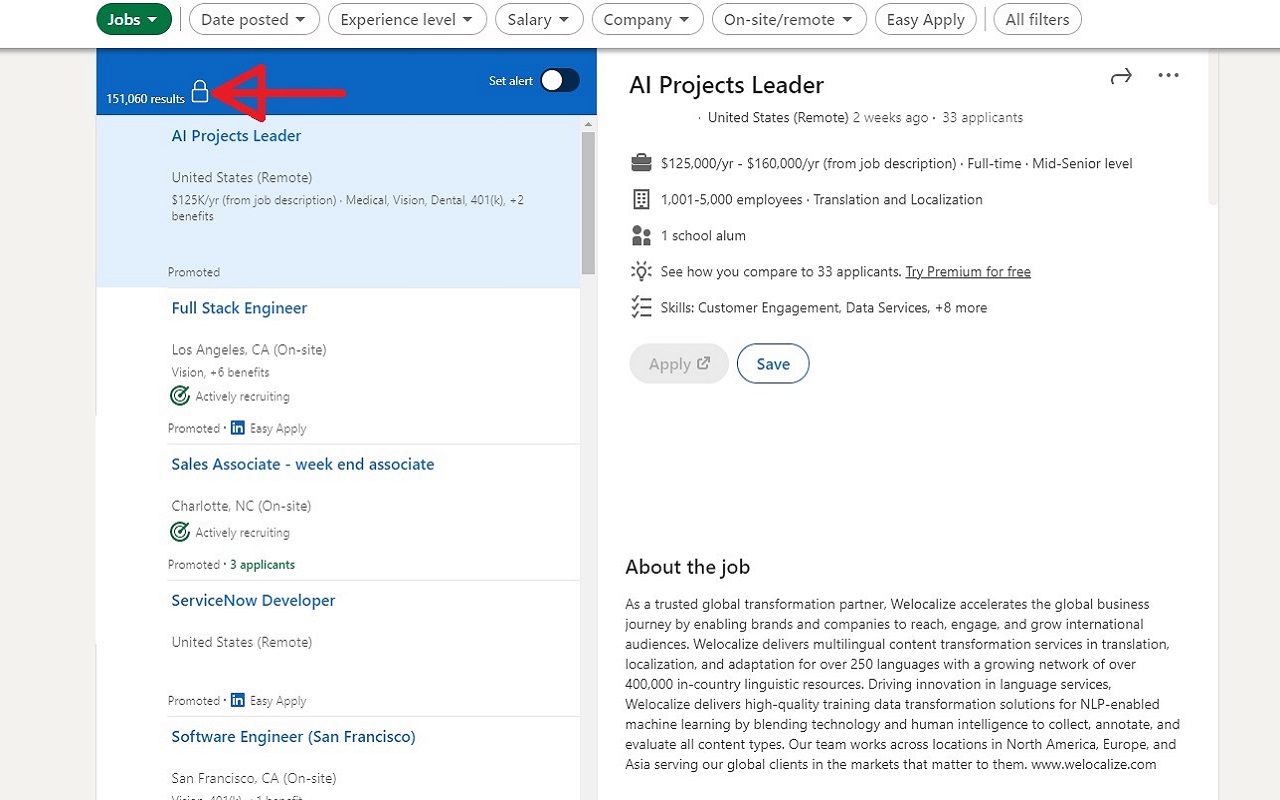 Jobs
Date posted
Experience level
Salary
Company
On-site/remote
Easy Apply
All filters
151,060 results
Set alert
AI Projects Leader
United States (Remote)
$125K/yr (from job description) · Medical, Vision, Dental, 401(k), +2
benefits
Promoted
Full Stack Engineer
Los Angeles, CA (On-site)
Vision, +6 benefits
Actively recruiting
Promoted · in Easy Apply
Sales Associate - week end associate
Charlotte, NC (On-site)
Actively recruiting
Promoted · 3 applicants
ServiceNow Developer
United States (Remote)
Promoted · in Easy Apply
Software Engineer (San Francisco)
San Francisco, CA (On-site)
Vision, 401(k), +1 benefit
AI Projects Leader
· United States (Remote) 2 weeks ago · 33 applicants
$125,000/yr - $160,000/yr (from job description) · Full-time · Mid-Senior level
1,001-5,000 employees · Translation and Localization
1 school alum
See how you compare to 33 applicants. Try Premium for free
Skills: Customer Engagement, Data Services, +8 more
Apply
Save
About the job
As a trusted global transformation partner, Welocalize accelerates the global business
journey by enabling brands and companies to reach, engage, and grow international
audiences. Welocalize delivers multilingual content transformation services in translation,
localization, and adaptation for over 250 languages with a growing network of over
400,000 in-country linguistic resources. Driving innovation in language services,
Welocalize delivers high-quality training data transformation solutions for NLP-enabled
machine learning by blending technology and human intelligence to collect, annotate, and
evaluate all content types. Our team works across locations in North America, Europe, and
Asia serving our global clients in the markets that matter to them. www.welocalize.com